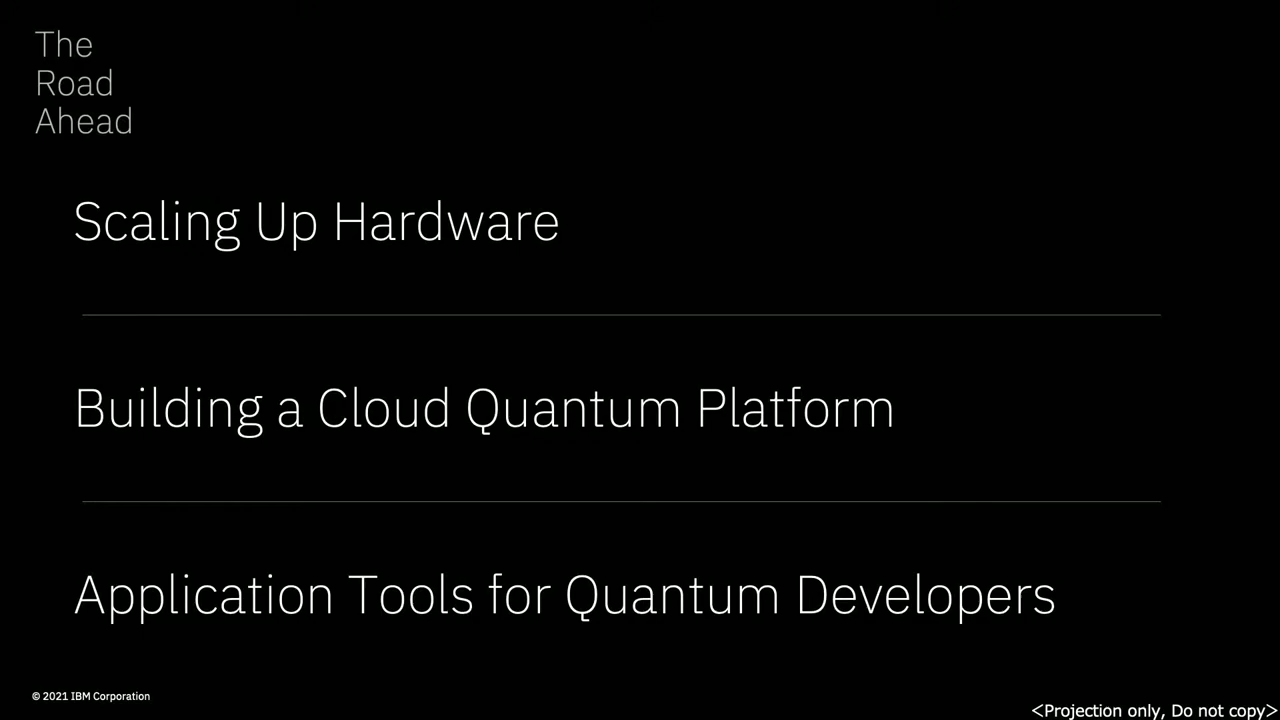 The
Road
Ahead
Scaling Up Hardware
Building a Cloud Quantum Platform
Application Tools for Quantum Developers
© 2021 IBM Corporation
<Projection only, Do not copy>